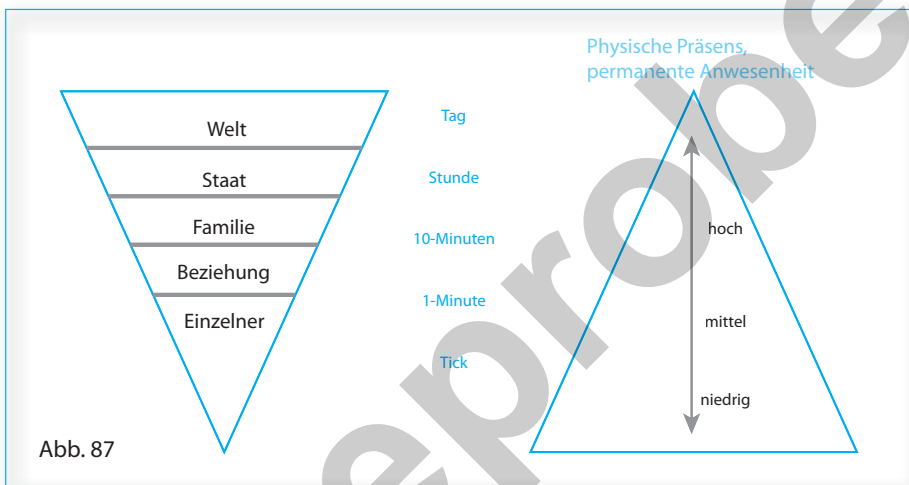 Physische Präsens,
permanente Anwesenheit
Welt
Staat
Familie
Beziehung
Einzelner
Tag
Stunde
10-Minuten
1-Minute
Tick
hoch
mittel
niedrig
Abb. 87
eprobe